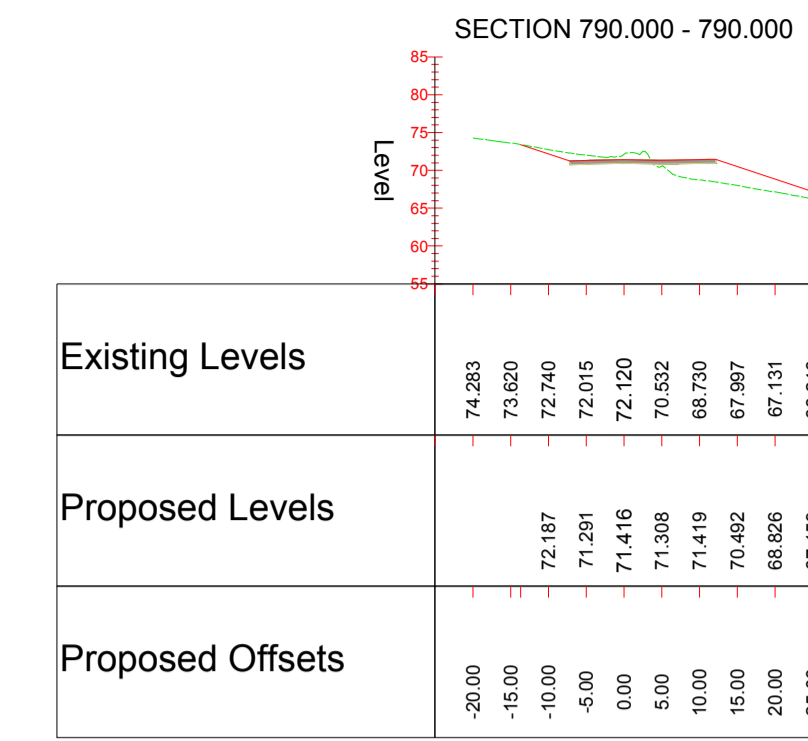 SECTION 790.000 - 790.000
85
80
75
70
65
60
55
Level
Existing Levels
74.283 73.620 72.740 72.015 72.120 70.532 68.730 67.997 67.131
Proposed Levels
72.187 71.291 71.416 71.308 71.419 70.492 68.826
Proposed Offsets
-20.00 -15.00 -10.00 -5.00 0.00 5.00 10.00 15.00 20.00